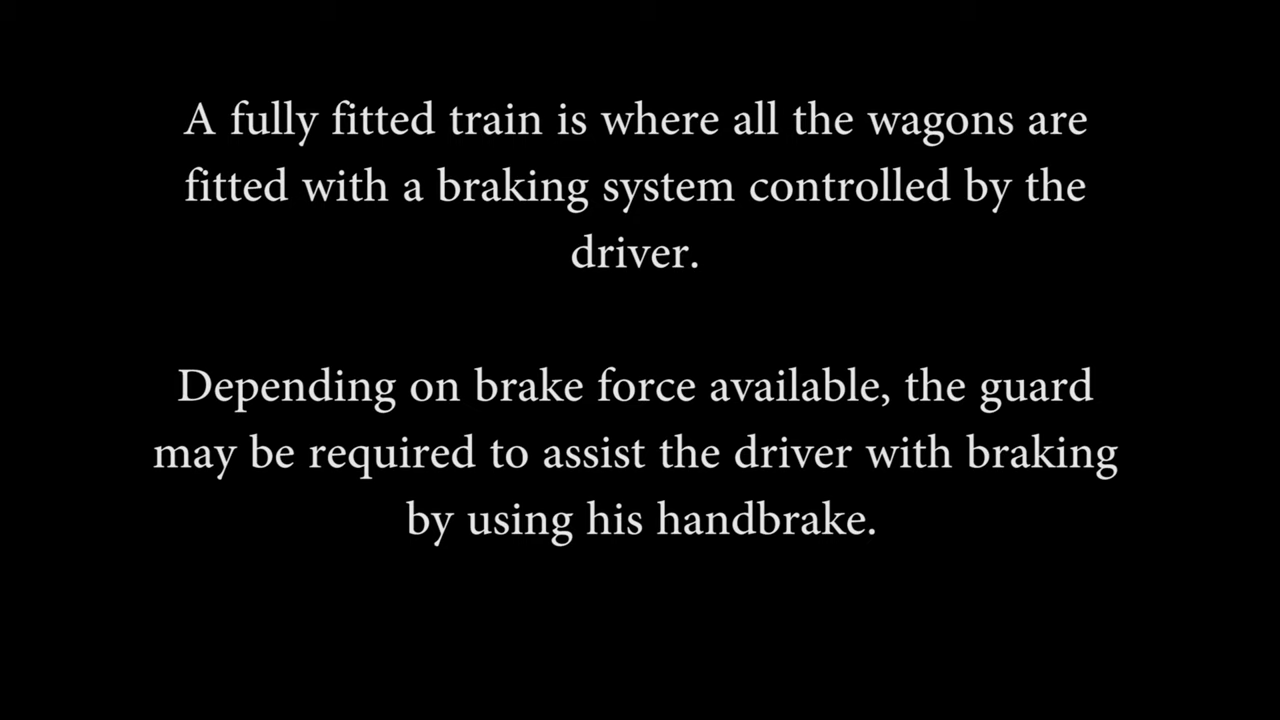 A fully fitted train is where all the wagons are
fitted with a braking system controlled by the
driver.
Depending on brake force available, the guard
may be required to assist the driver with braking
by using his handbrake.